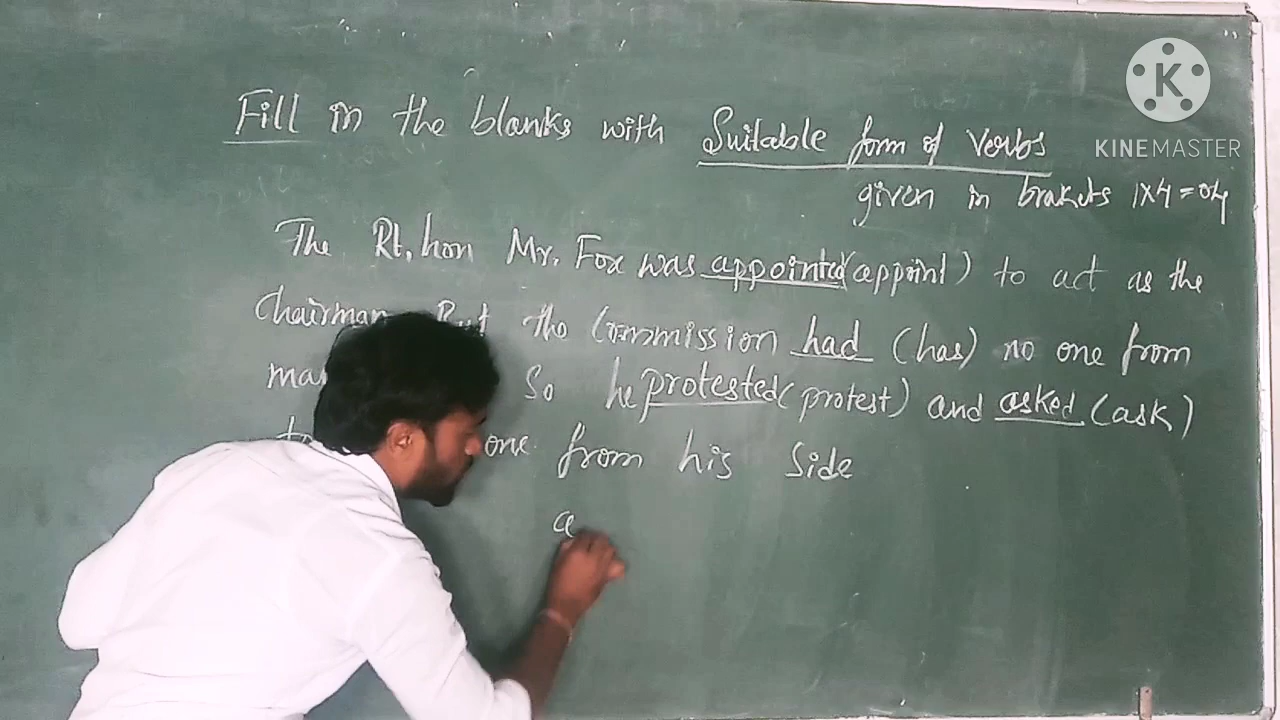 Fill in the blanks with Suitable form of Verbs
given in brakets 1x4=04
The Rt, hon Mr. Fox was appointed (appoint) to act as the
Chairman But the Commission had (has) no one from
So he protested (protest) and asked (ask)
one from his Side
a
K
KINEMASTER